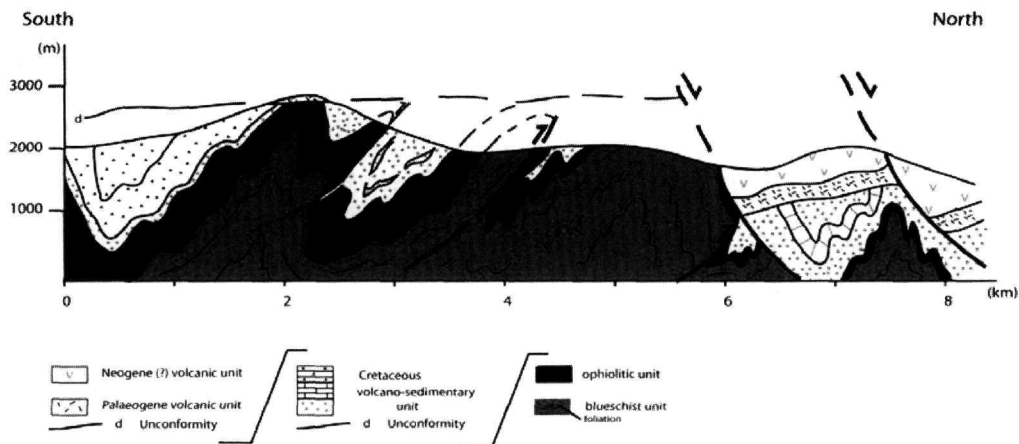 South
North
(m)
3000
d
2000
1000
0
2
4
6
8
(km)
Neogene (?) volcanic unit
Palaeogene volcanic unit
d Unconformity
Cretaceous
volcano-sedimentary
unit
d Unconformity
ophiolitic unit
blueschist unit
foliation